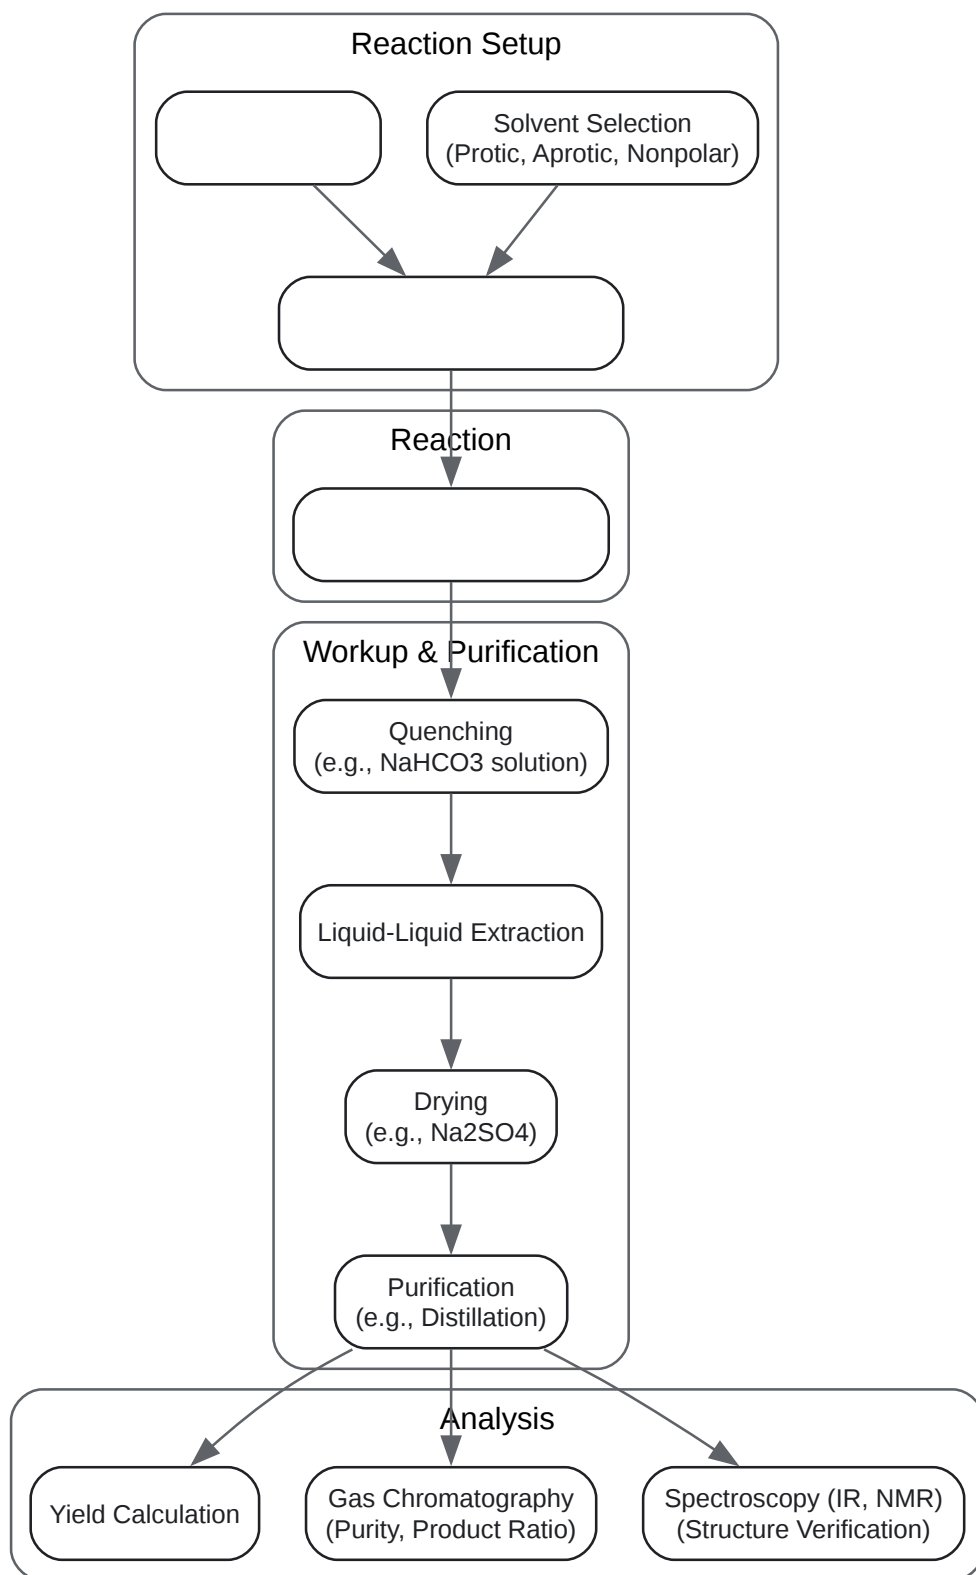 Reaction Setup
Solvent Selection
(Protic, Aprotic, Nonpolar)
Reaction
Workup & Purification
Quenching
(e.g., NaHCO3 solution)
Liquid-Liquid Extraction
Drying
(e.g., Na2SO4)
Purification
(e.g., Distillation)
Analysis
Yield Calculation
Gas Chromatography
(Purity, Product Ratio)
Spectroscopy (IR, NMR)
(Structure Verification)